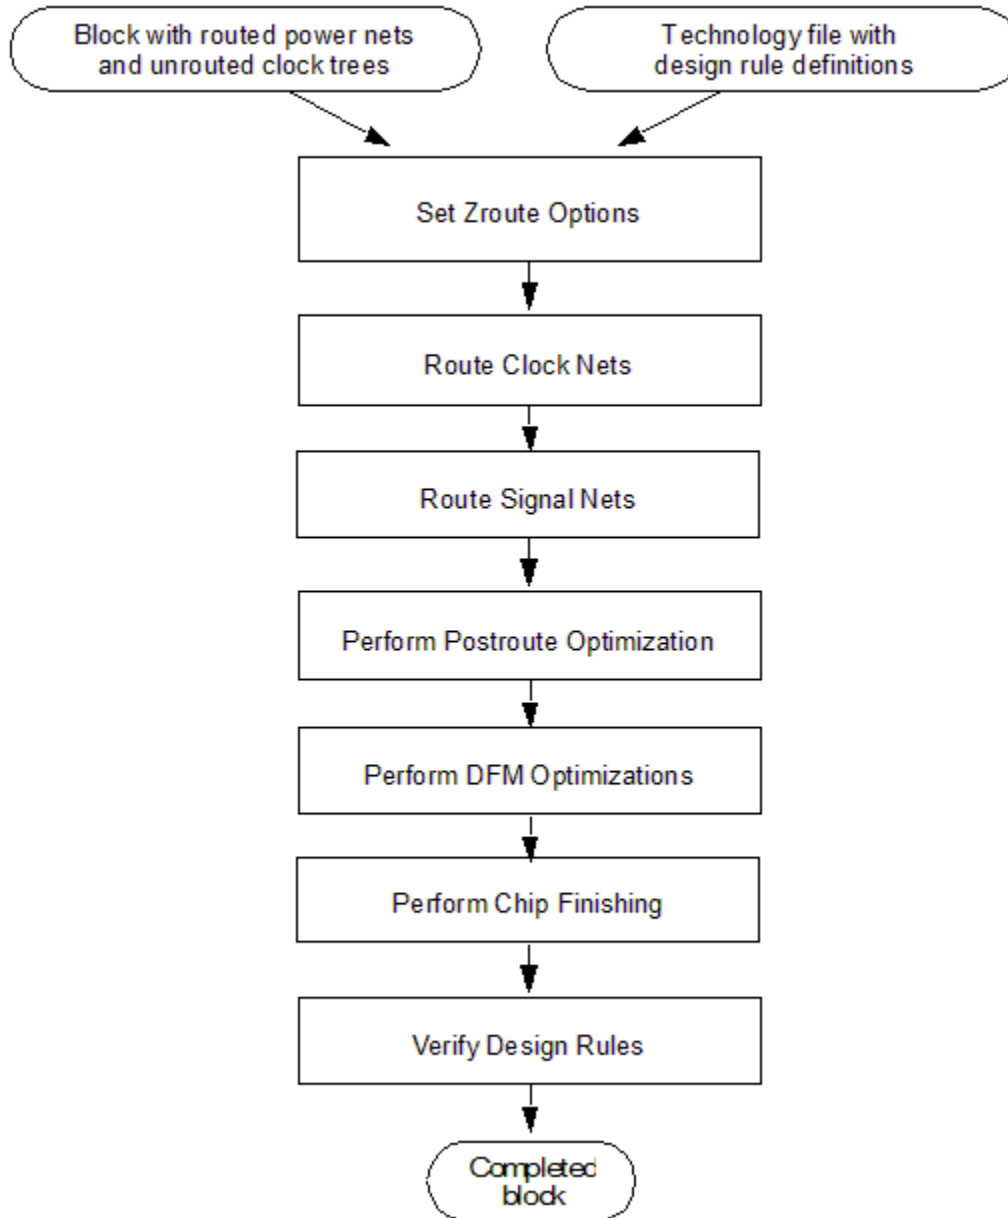 Block with routed power nets
and unrouted clock trees
Technology file with
design rule definitions
Set Zroute Options
Route Clock Nets
Route Signal Nets
Perform Postroute Optimization
Perform DFM Optimizations
Perform Chip Finishing
Verify Design Rules
Completed
block